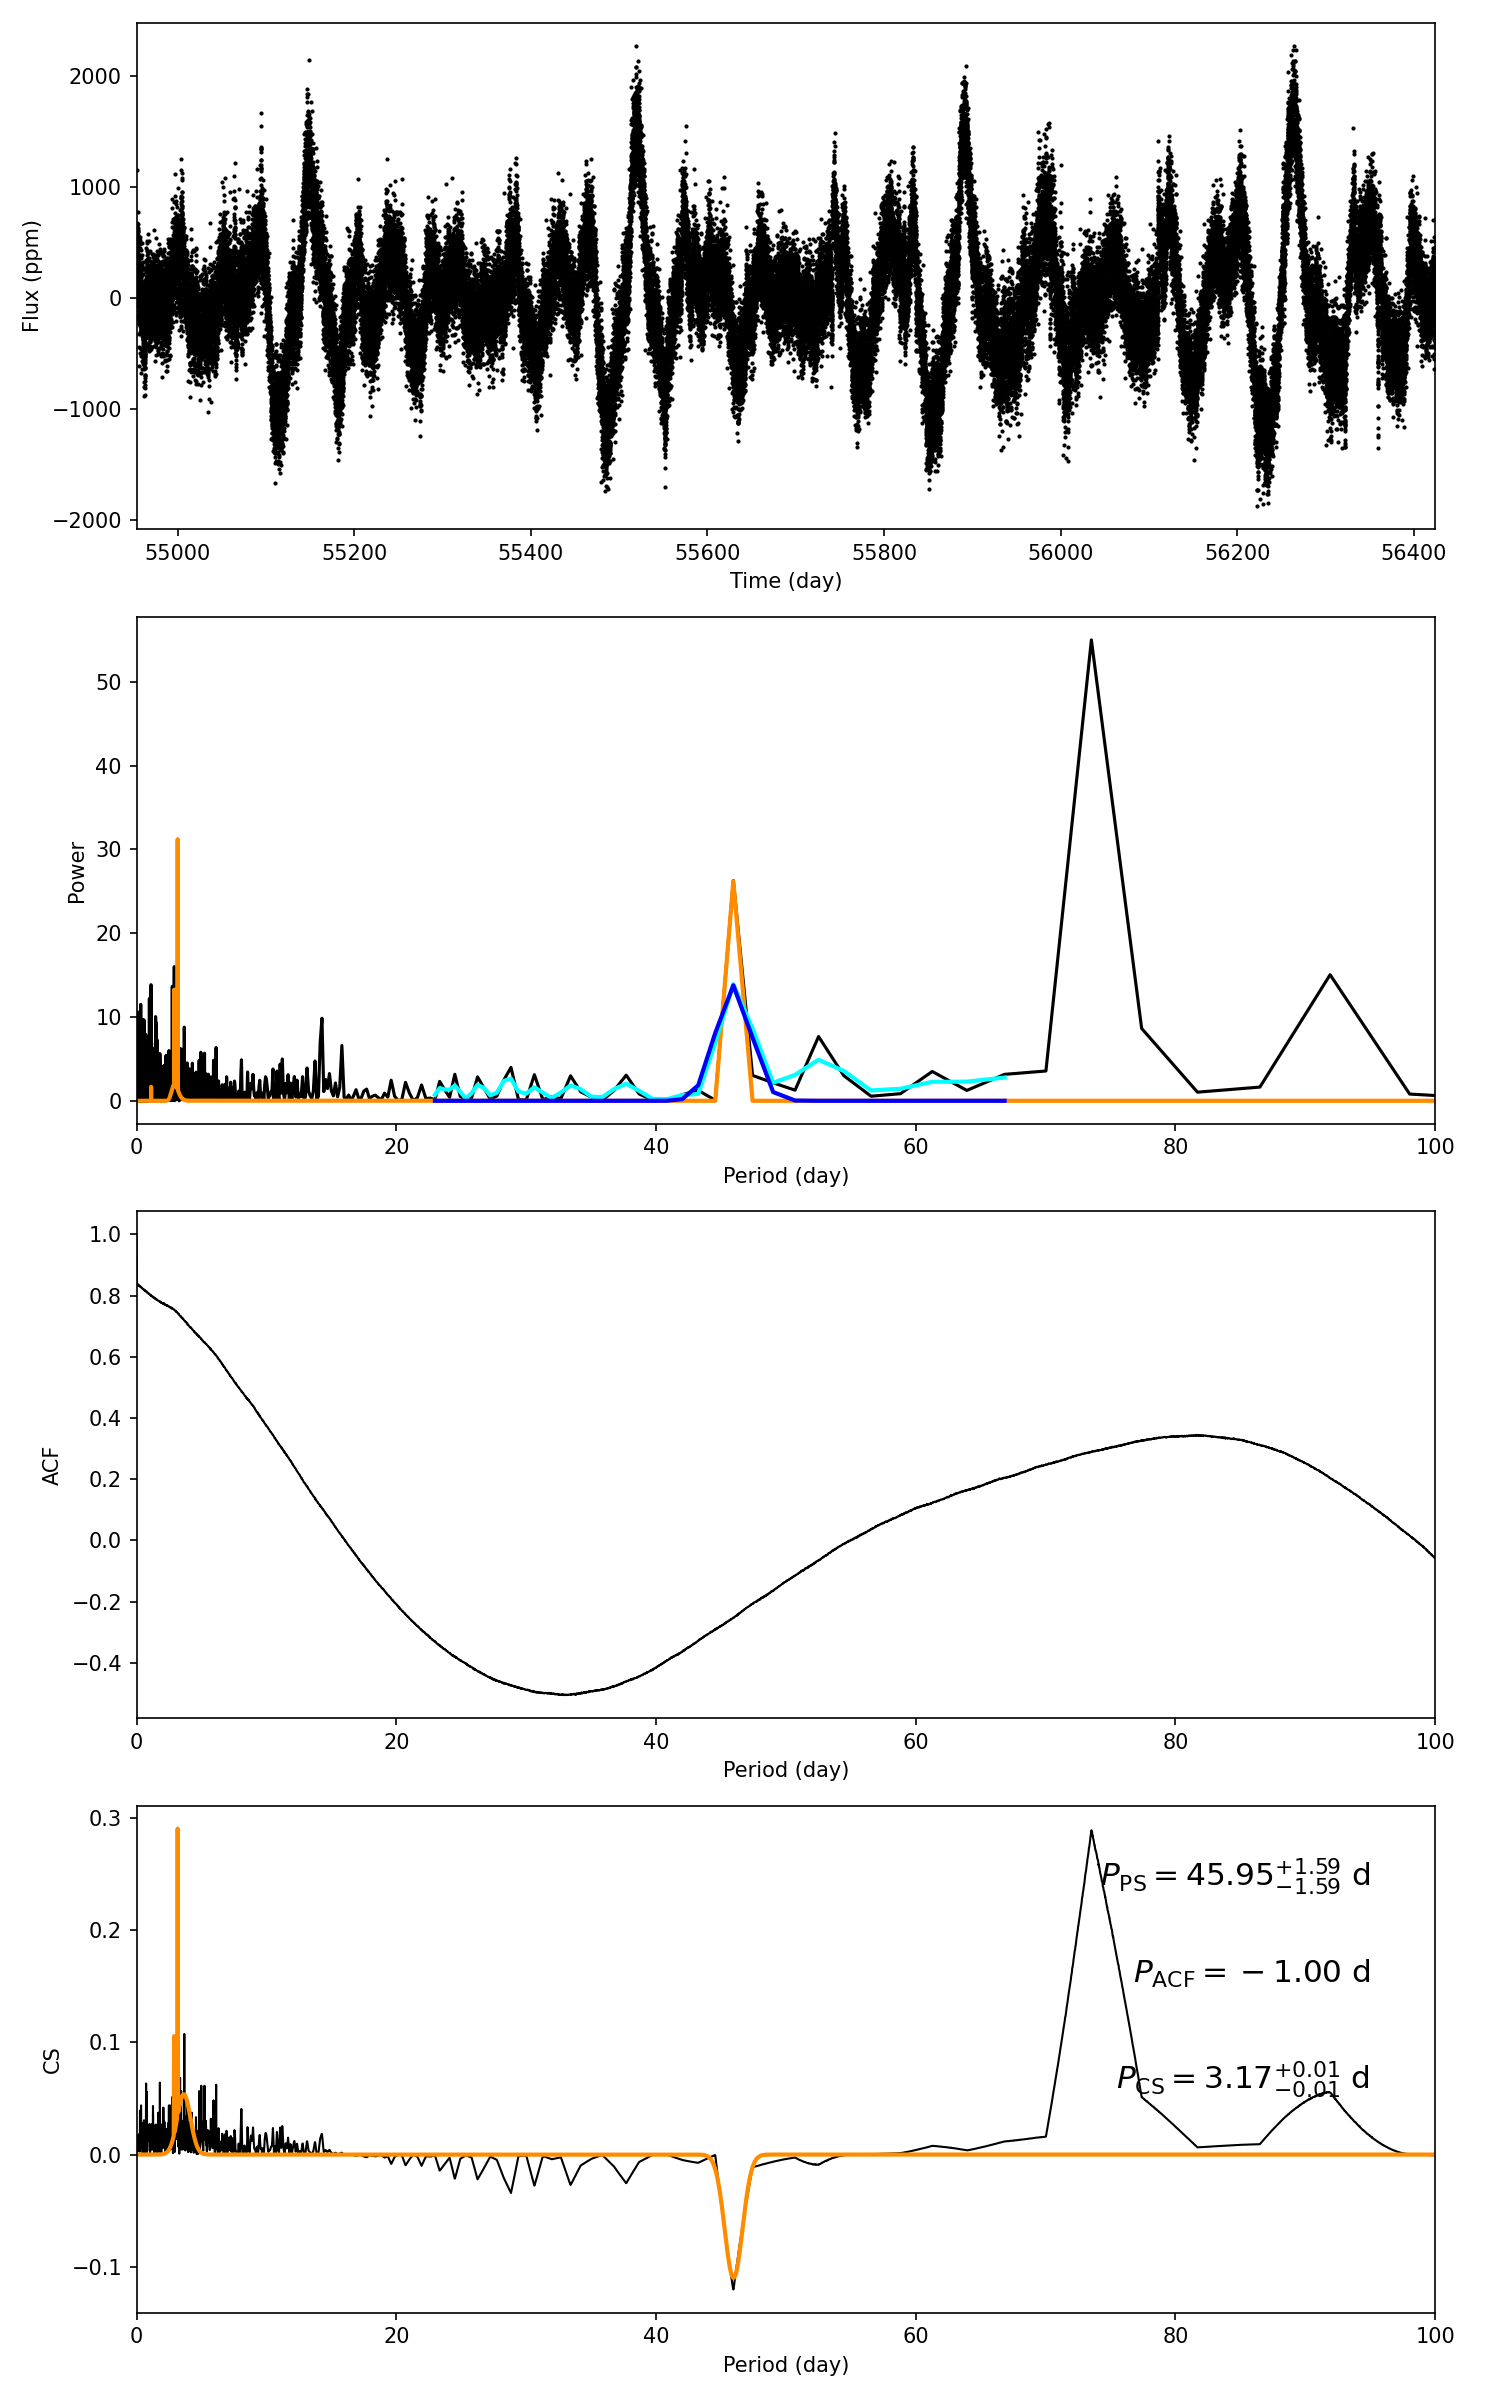 2000
1000
0
−1000
−2000
Flux (ppm)
55000 55200 55400 55600 55800 56000 56200 56400
Time (day)
50
40
30
20
10
0
Power
0 20 40 60 80 100
Period (day)
1.0
0.8
0.6
0.4
0.2
0.0
−0.2
−0.4
ACF
0 20 40 60 80 100
Period (day)
0.3
0.2
0.1
0.0
−0.1
CS
P_PS = 45.95 +1.59 −1.59 d
P_ACF = −1.00 d
P_CS = 3.17 +0.01 −0.01 d
0 20 40 60 80 100
Period (day)